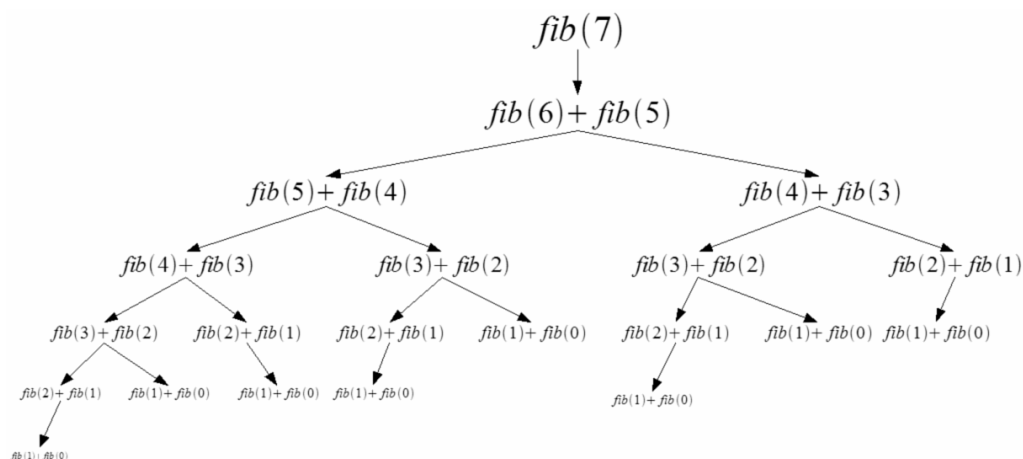 fib(7)
fib(6)+ fib(5)
fib(5)+ fib(4) fib(4)+ fib(3)
fib(4)+ fib(3) fib(3)+ fib(2) fib(3)+ fib(2) fib(2)+ fib(1)
fib(3)+ fib(2) fib(2)+ fib(1) fib(2)+ fib(1) fib(1)+ fib(0) fib(2)+ fib(1) fib(1)+ fib(0) fib(1)+ fib(0)
fib(2)+ fib(1) fib(1)+ fib(0) fib(1)+ fib(0) fib(1)+ fib(0) fib(1)+ fib(0)
fib(1)+ fib(0)